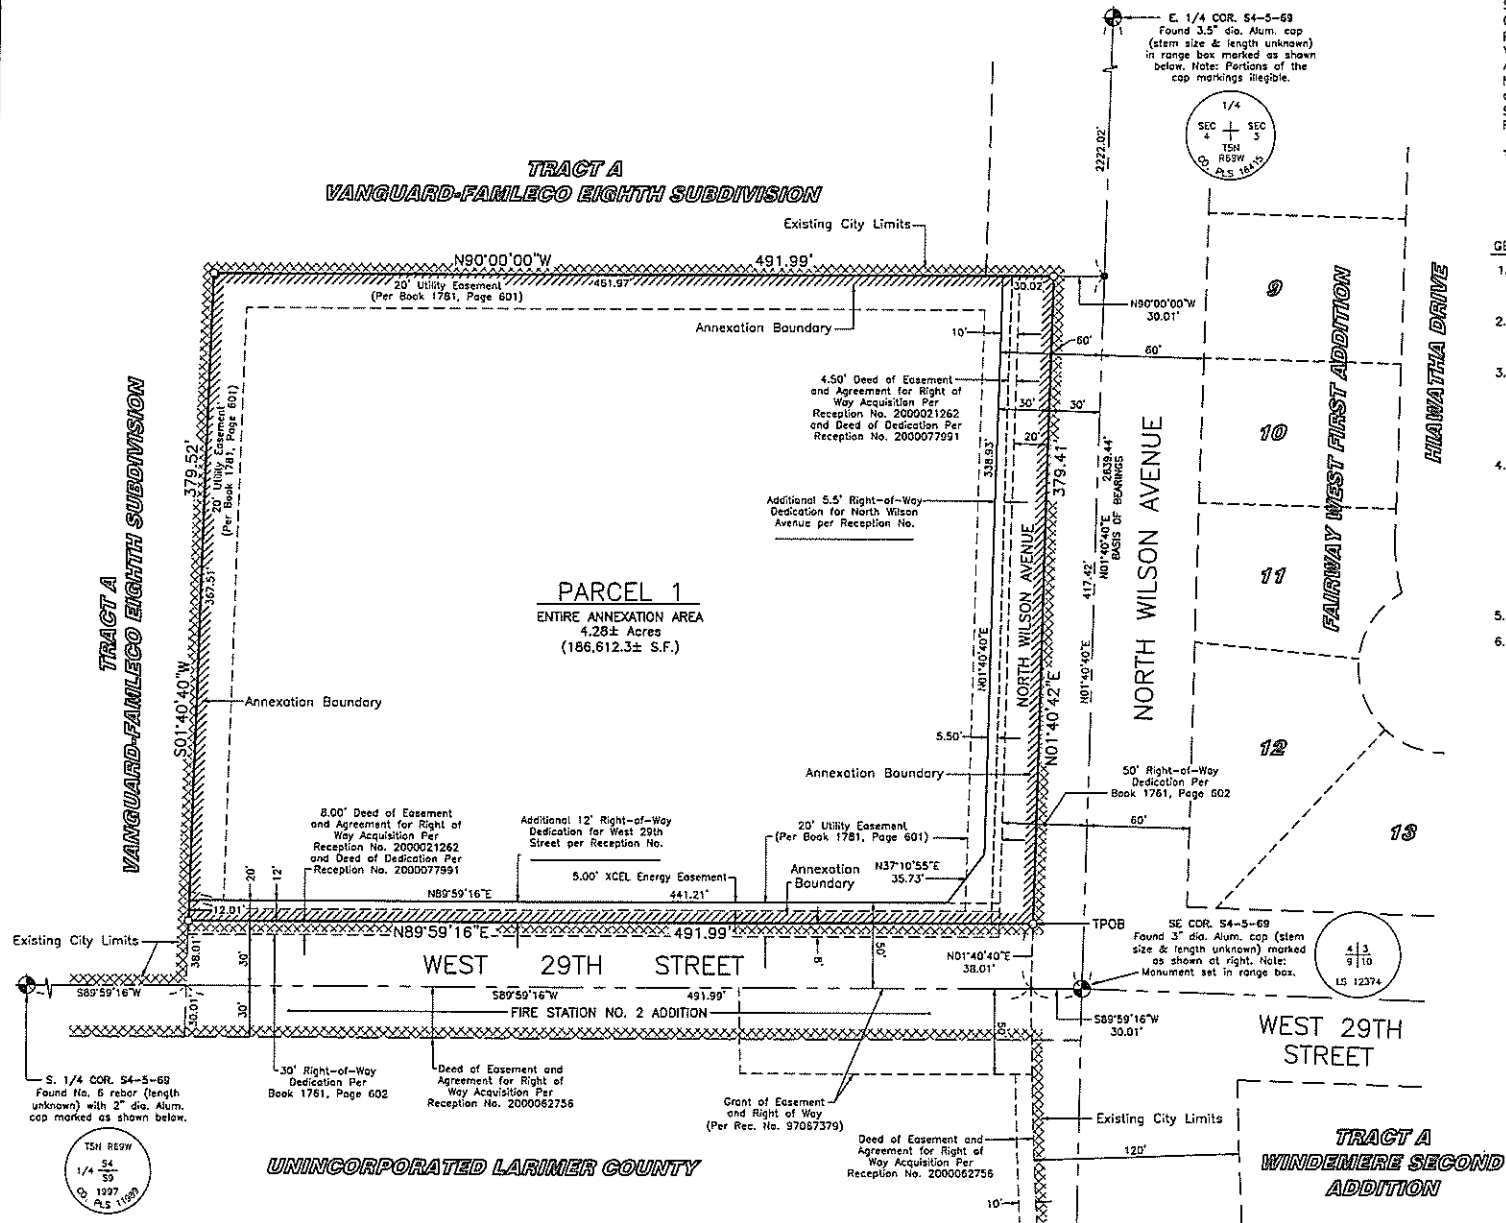 E. 1/4 COR. S4-5-69
Found 3.5" dia. Alum. cap
(stem size & length unknown)
in range box marked as shown
below. Note: Portions of the
cap markings illegible.
1/4
SEC 4
SEC 3
T5N
R69W
CO. PLS 16415
2222.02'
TRACT A
VANGUARD-FAMLECO EIGHTH SUBDIVISION
Existing City Limits
N90°00'00"W 491.99'
20' Utility Easement
(Per Book 1781, Page 601)
461.97'
30.02'
Annexation Boundary
N90°00'00"W
30.01'
10'
60'
60'
4.50' Deed of Easement
and Agreement for Right of
Way Acquisition Per
Reception No. 2000021262
and Deed of Dedication Per
Reception No. 2000077991
30'
30'
20'
338.93'
379.41'
Additional 5.5' Right-of-Way
Dedication for North Wilson
Avenue per Reception No.
N01°40'40"E 2639.44'
BASIS OF BEARINGS
417.42'
N01°40'40"E
NORTH WILSON AVENUE
NORTH WILSON AVENUE
N01°40'40"E
N01°40'42"E
9
10
11
12
13
FAIRWAY WEST FIRST ADDITION
HIAWATHA DRIVE
GE
1.
2.
3.
4.
5.
6.
TRACT A
VANGUARD-FAMLECO EIGHTH SUBDIVISION
379.52'
20' Utility Easement
(Per Book 1781, Page 601)
367.51'
S01°40'40"W
Annexation Boundary
PARCEL 1
ENTIRE ANNEXATION AREA
4.28± Acres
(186,612.3± S.F.)
5.50'
Annexation Boundary
50' Right-of-Way
Dedication Per
Book 1761, Page 602
60'
8.00' Deed of Easement
and Agreement for Right of
Way Acquisition Per
Reception No. 2000021262
and Deed of Dedication Per
Reception No. 2000077991
Additional 12' Right-of-Way
Dedication for West 29th
Street per Reception No.
20' Utility Easement
(Per Book 1781, Page 601)
5.00' XCEL Energy Easement
Annexation
Boundary
N37°10'55"E
35.73'
20'
12'
N89°59'16"E
441.21'
12.01'
N89°59'16"E 491.99'
TPOB
Existing City Limits
38.01'
30'
8'
50'
WEST 29TH STREET
N01°40'40"E
38.01'
SE COR. S4-5-69
Found 3" dia. Alum. cap (stem
size & length unknown) marked
as shown at right. Note:
Monument set in range box.
4 3
9 10
LS 12374
S89°59'16"W
S89°59'16"W 491.99'
30.01'
30'
FIRE STATION NO. 2 ADDITION
50'
S89°59'16"W
30.01'
WEST 29TH
STREET
S. 1/4 COR. S4-5-69
Found No. 6 rebar (length
unknown) with 2" dia. Alum.
cap marked as shown below.
T5N R69W
1/4 S4
S9
1997
CO. PLS 11989
30' Right-of-Way
Dedication Per
Book 1761, Page 602
Deed of Easement and
Agreement for Right of
Way Acquisition Per
Reception No. 2000062756
Grant of Easement
and Right of Way
(Per Rec. No. 97067379)
Deed of Easement and
Agreement for Right of
Way Acquisition Per
Reception No. 2000062756
Existing City Limits
120'
10'
UNINCORPORATED LARIMER COUNTY
TRACT A
WINDEMERE SECOND
ADDITION